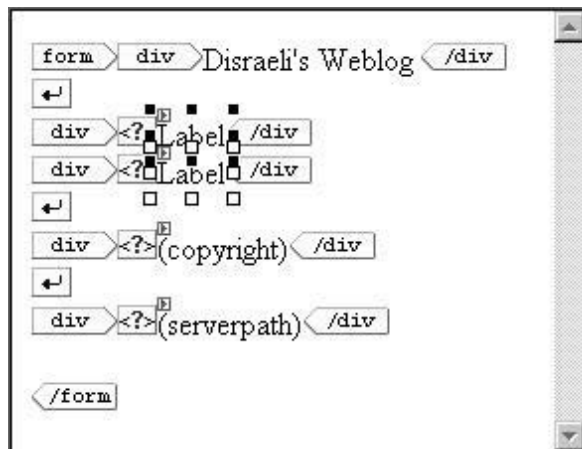 form div Disraeli's Weblog /div
div <?> Label /div
div <?> Label /div
div <?> (copyright) /div
div <?> (serverpath) /div
/form